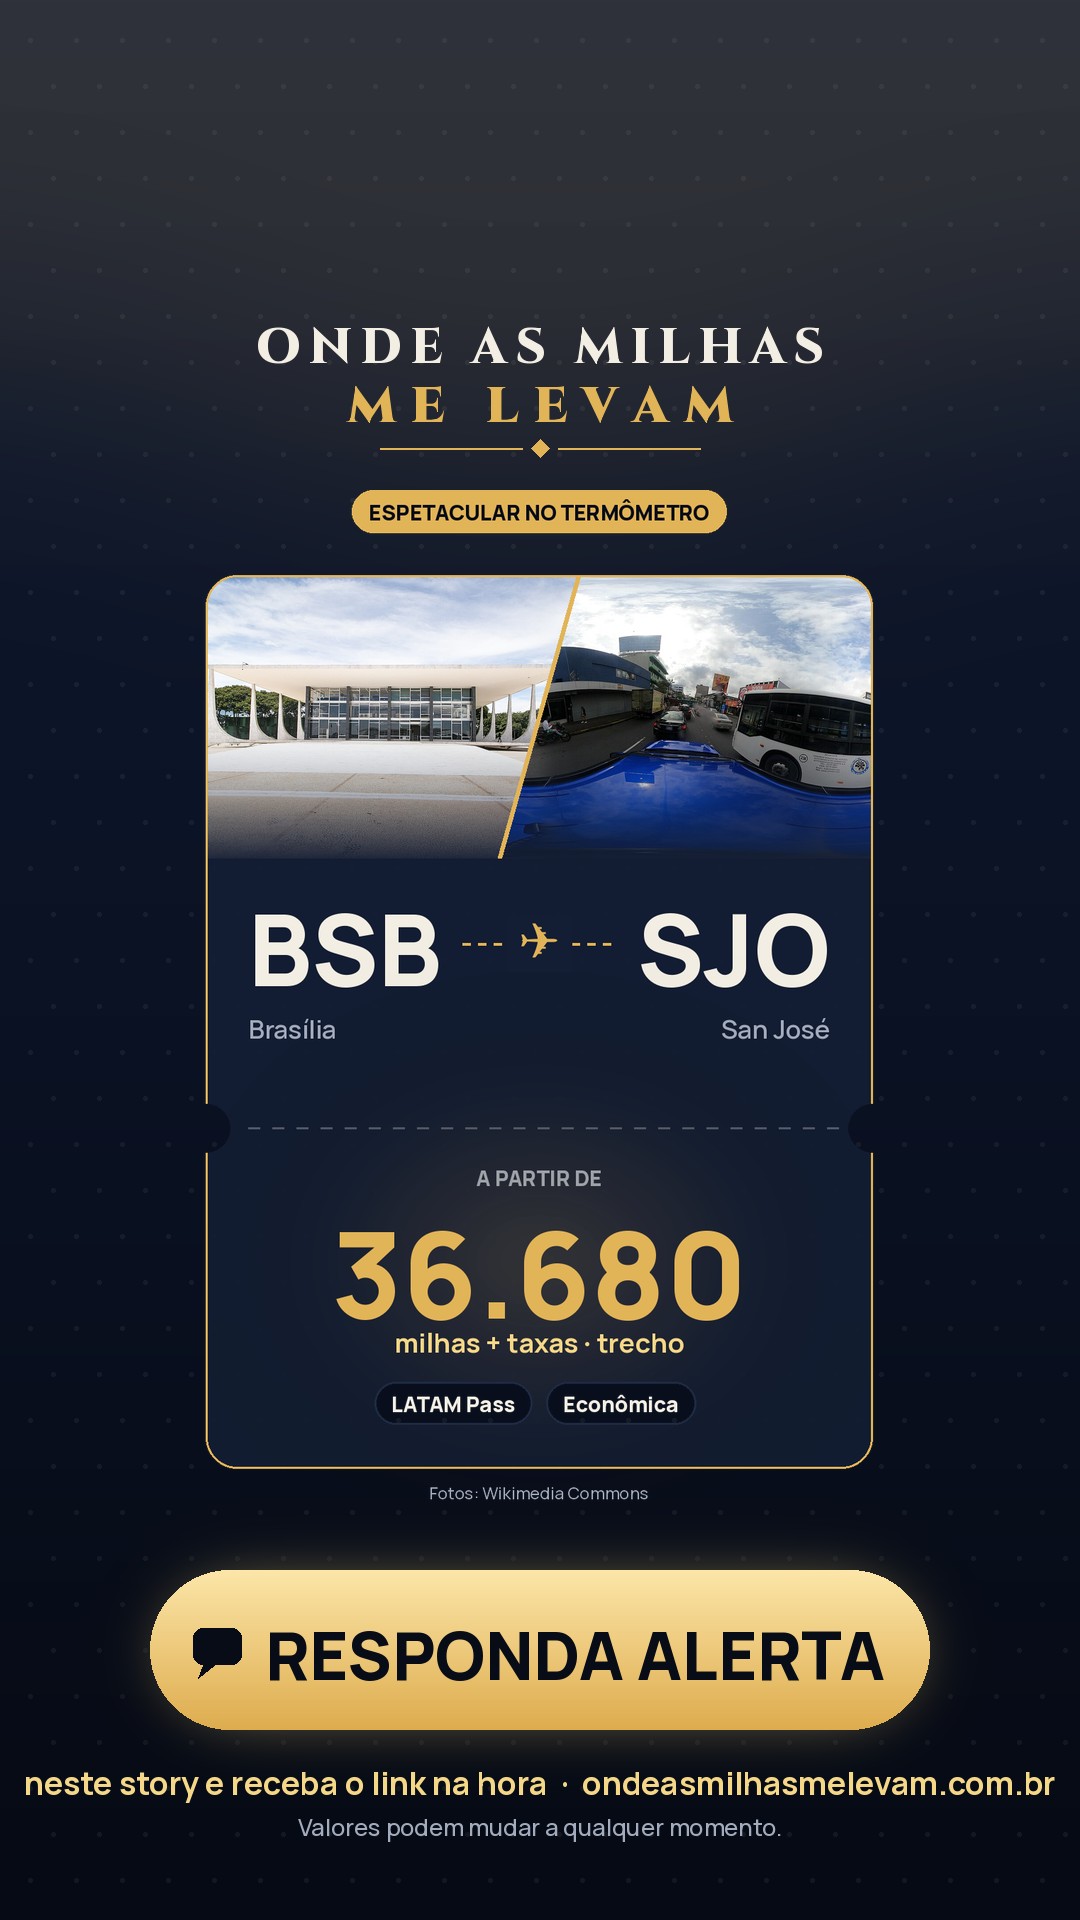 ONDE AS MILHAS
ME LEVAM
ESPETACULAR NO TERMÔMETRO
BSB ✈ SJO
Brasília San José
A PARTIR DE
36.680
milhas + taxas · trecho
LATAM Pass Econômica
Fotos: Wikimedia Commons
RESPONDA ALERTA
neste story e receba o link na hora · ondeasmilhasmelevam.com.br
Valores podem mudar a qualquer momento.